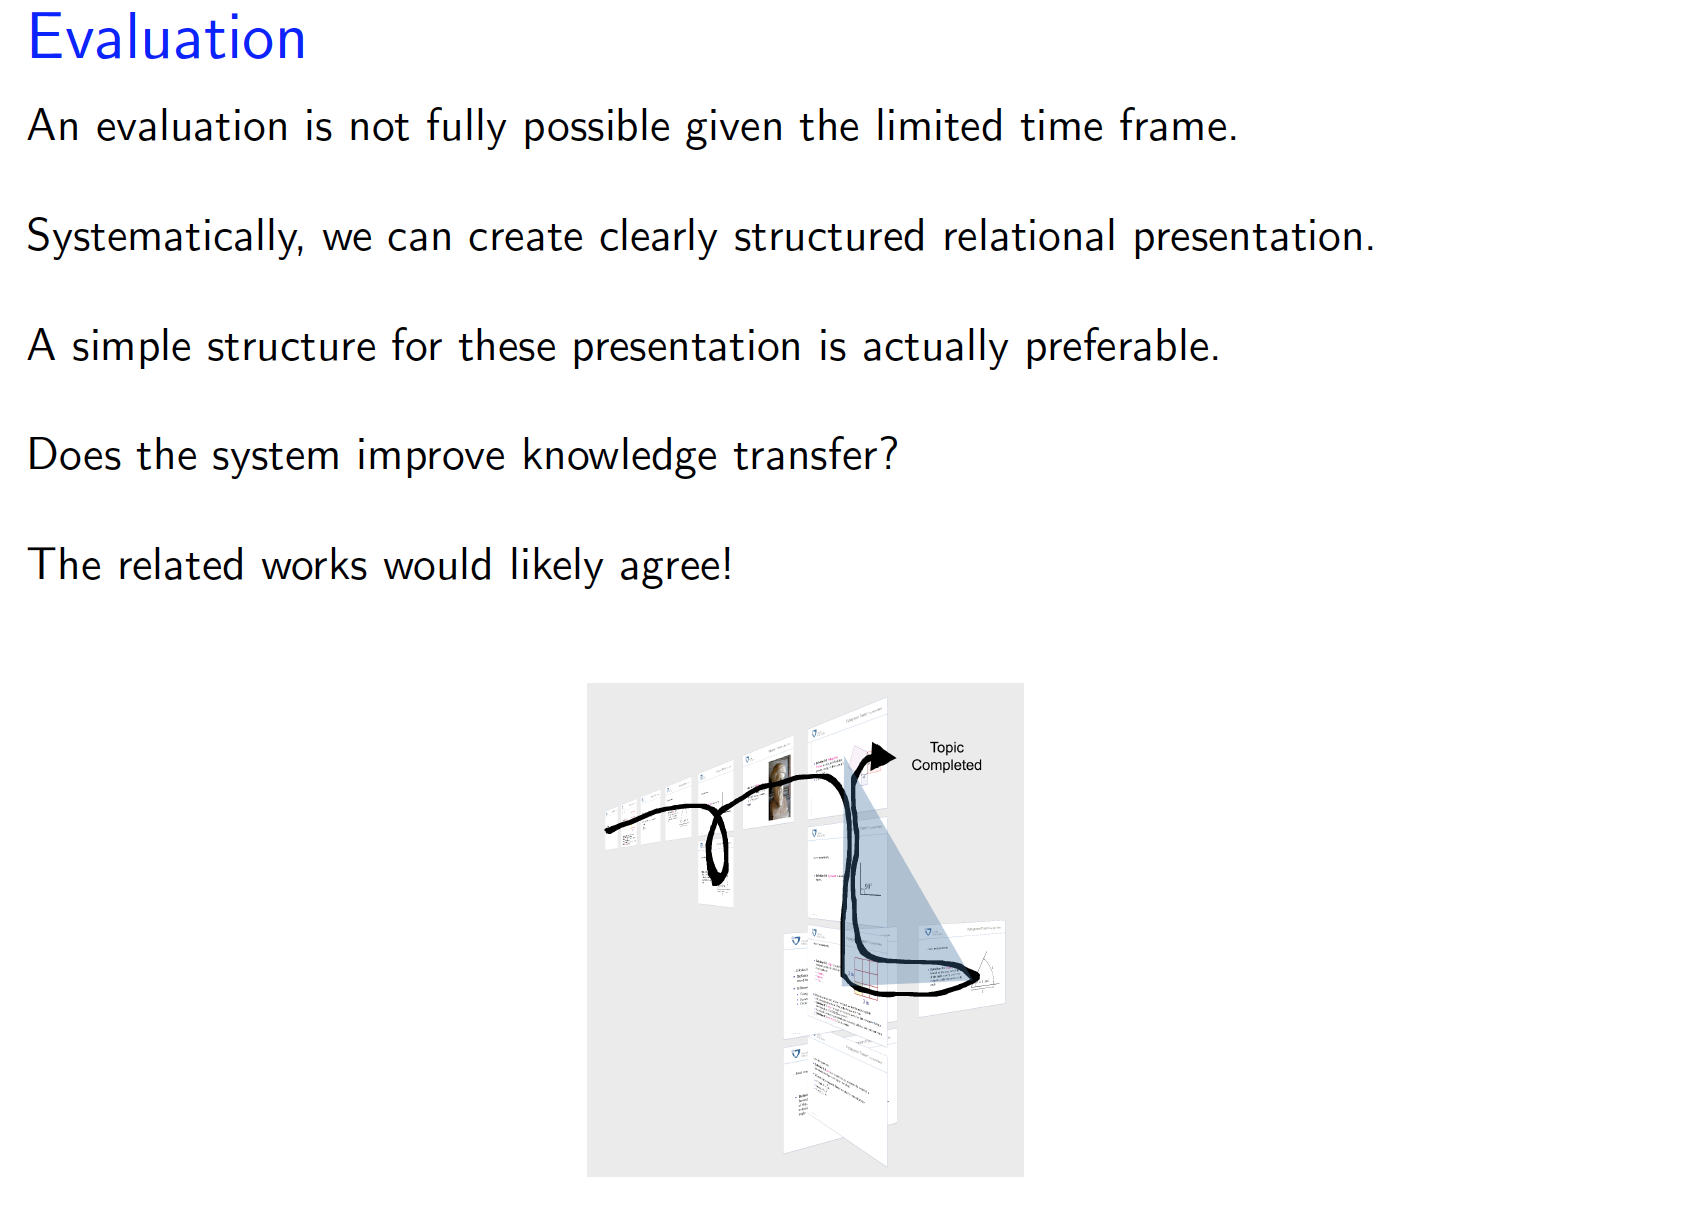 Evaluation
An evaluation is not fully possible given the limited time frame.
Systematically, we can create clearly structured relational presentation.
A simple structure for these presentation is actually preferable.
Does the system improve knowledge transfer?
The related works would likely agree!
Topic
Completed
90°